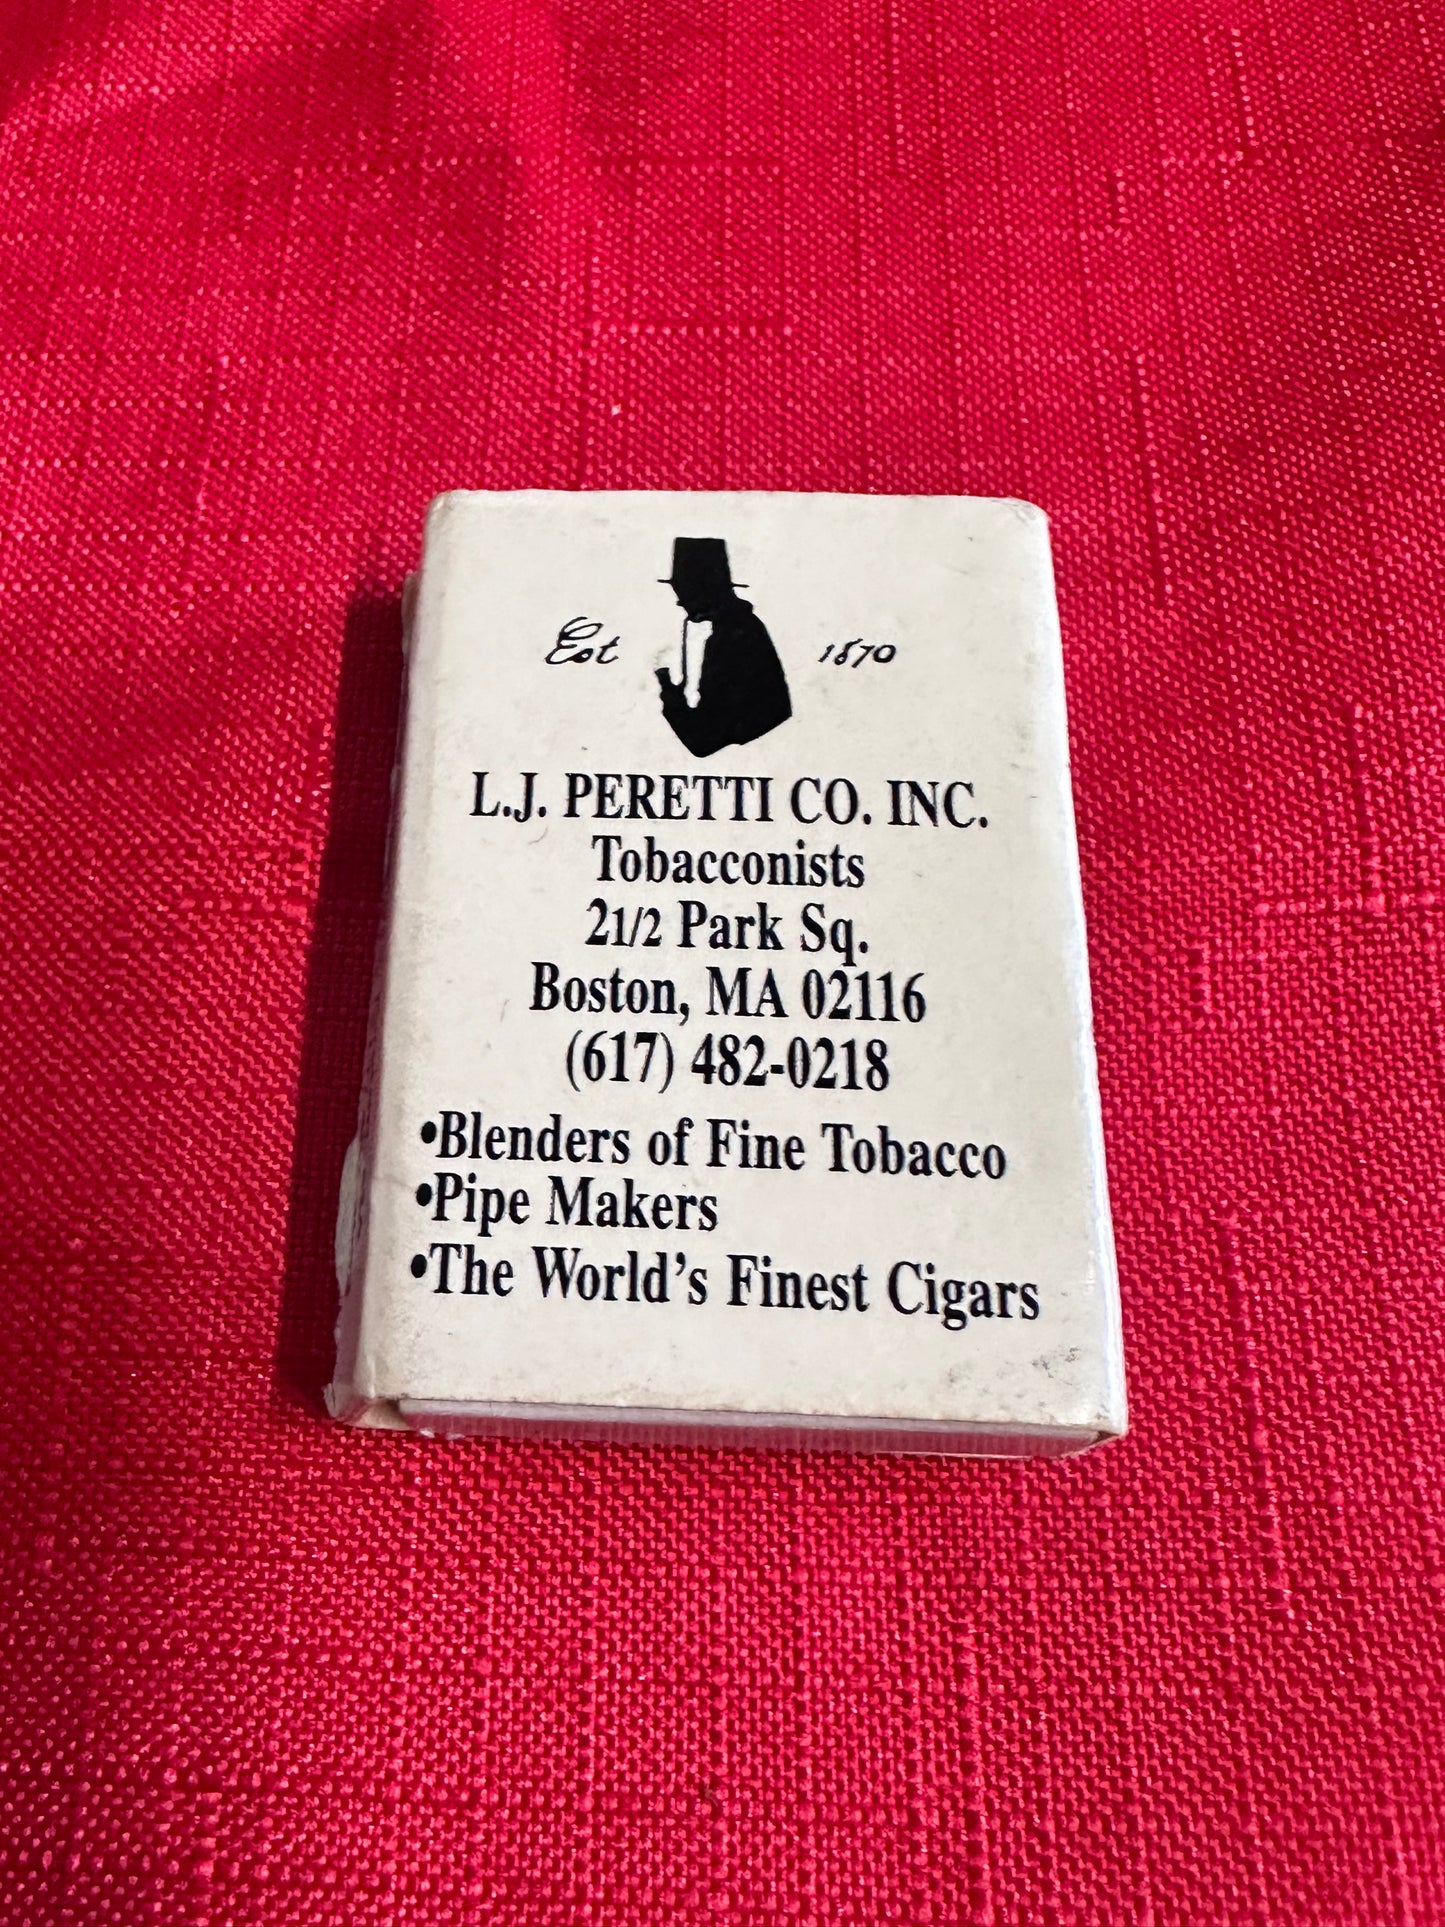 Est 1870
L.J. PERETTI CO. INC.
Tobacconists
21/2 Park Sq.
Boston, MA 02116
(617) 482-0218
•Blenders of Fine Tobacco
•Pipe Makers
•The World's Finest Cigars